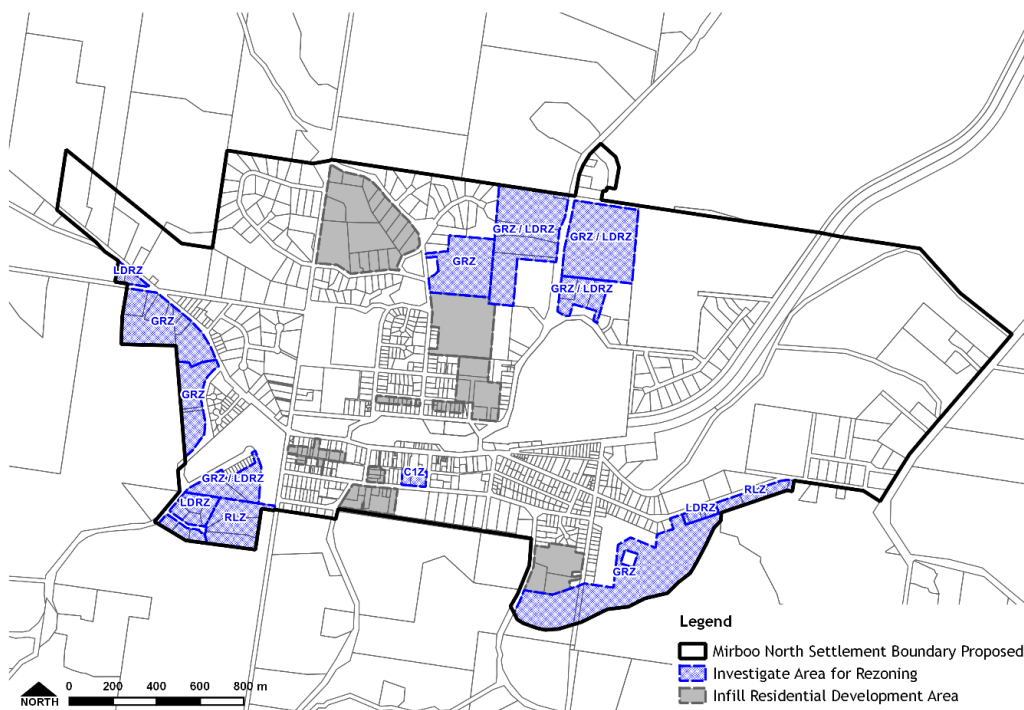 GRZ / LDRZ
GRZ / LDRZ
GRZ
LDRZ
GRZ / LDRZ
GRZ
GRZ
C1Z
GRZ / LDRZ
RLZ
LDRZ
LDRZ
RLZ
GRZ
Legend
Mirboo North Settlement Boundary Proposed
Investigate Area for Rezoning
Infill Residential Development Area
0 200 400 600 800 m
NORTH